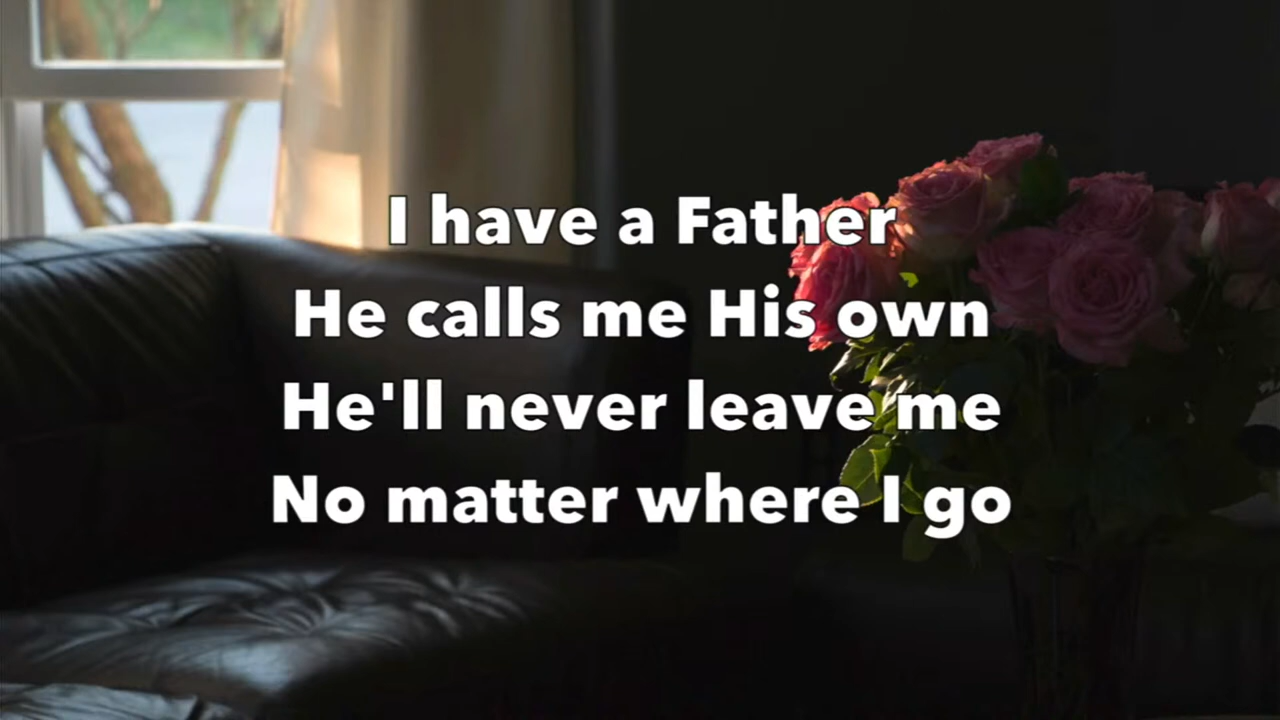 I have a Father
He calls me His own
He'll never leave me
No matter where I go